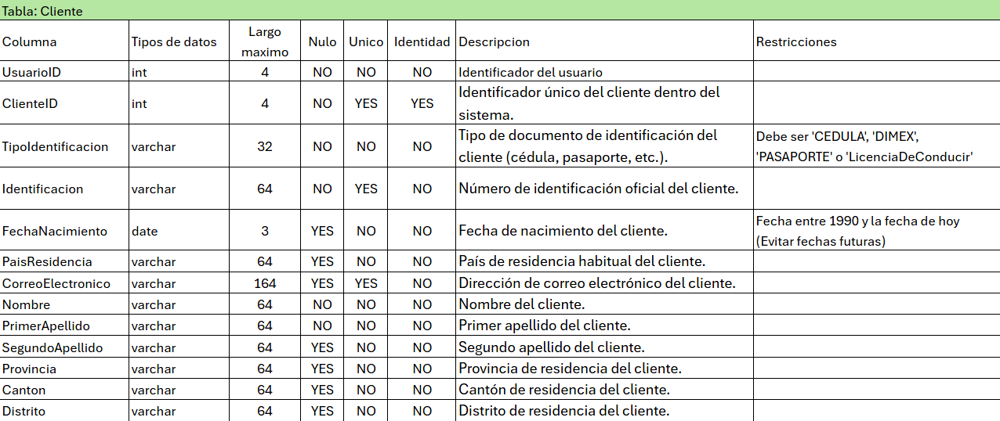 Tabla: Cliente
Columna Tipos de datos Largo maximo Nulo Unico Identidad Descripcion Restricciones
UsuarioID int 4 NO NO NO Identificador del usuario
ClienteID int 4 NO YES YES Identificador único del cliente dentro del sistema.
TipoIdentificacion varchar 32 NO NO NO Tipo de documento de identificación del cliente (cédula, pasaporte, etc.). Debe ser 'CEDULA', 'DIMEX', 'PASAPORTE' o 'LicenciaDeConducir'
Identificacion varchar 64 NO YES NO Número de identificación oficial del cliente.
FechaNacimiento date 3 YES NO NO Fecha de nacimiento del cliente. Fecha entre 1990 y la fecha de hoy (Evitar fechas futuras)
PaisResidencia varchar 64 YES NO NO País de residencia habitual del cliente.
CorreoElectronico varchar 164 YES YES NO Dirección de correo electrónico del cliente.
Nombre varchar 64 NO NO NO Nombre del cliente.
PrimerApellido varchar 64 NO NO NO Primer apellido del cliente.
SegundoApellido varchar 64 YES NO NO Segundo apellido del cliente.
Provincia varchar 64 YES NO NO Provincia de residencia del cliente.
Canton varchar 64 YES NO NO Cantón de residencia del cliente.
Distrito varchar 64 YES NO NO Distrito de residencia del cliente.